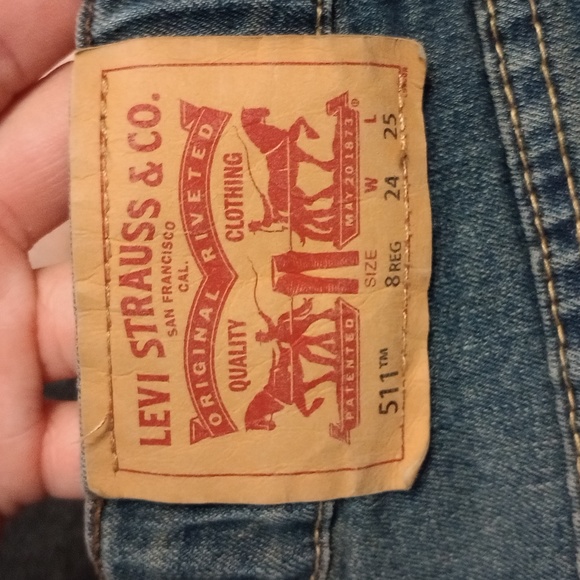 LEVI STRAUSS & CO.
SAN FRANCISCO
CAL.
ORIGINAL RIVETED
QUALITY CLOTHING
PATENTED MAY 20 1873
®
SIZE W L
511™ 8 REG 24 25